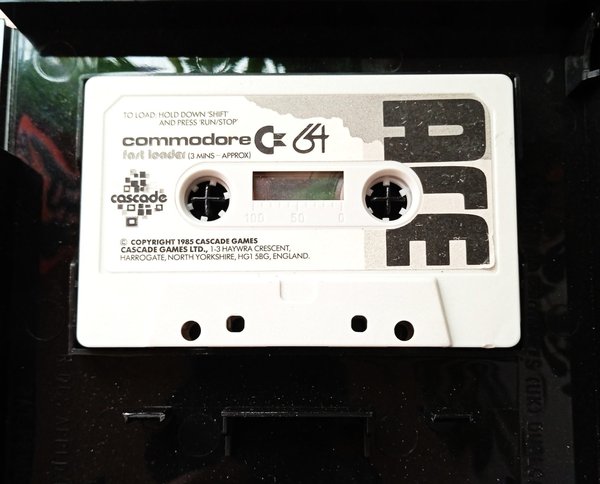 TO LOAD, HOLD DOWN 'SHIFT'
AND PRESS 'RUN/STOP'
commodore C 64
fast loader (3 MINS – APPROX)
cascade
100 50 0
© COPYRIGHT 1985 CASCADE GAMES
CASCADE GAMES LTD., 1-3 HAYWRA CRESCENT,
HARROGATE, NORTH YORKSHIRE, HG1 5BG, ENGLAND.